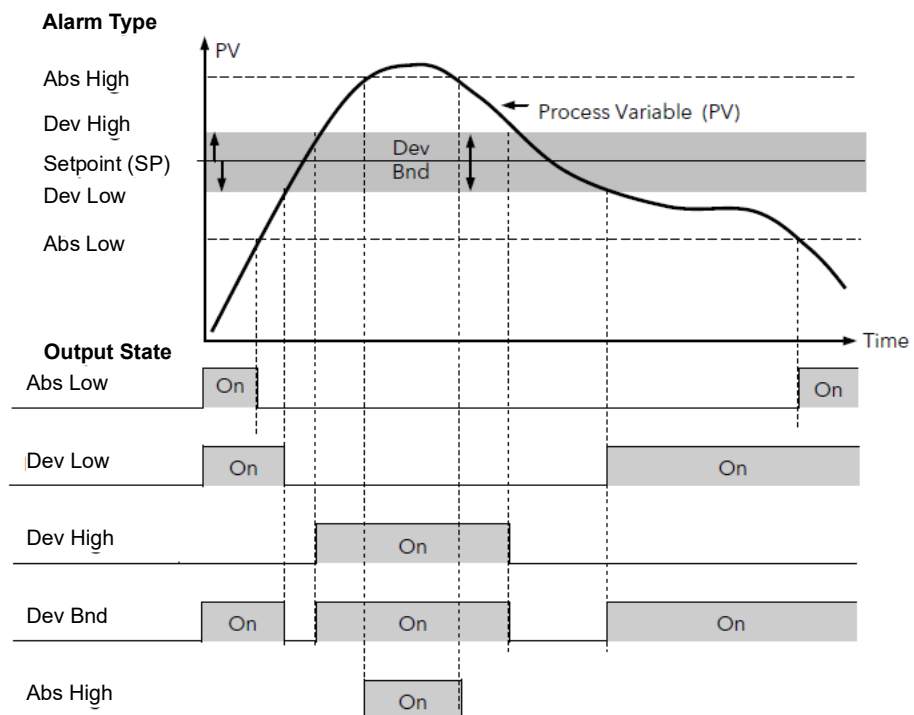 Alarm Type
PV
Abs High
Process Variable (PV)
Dev High
Dev
Setpoint (SP)
Bnd
Dev Low
Abs Low
Time
Output State
Abs Low
On
On
Dev Low
On
On
Dev High
On
Dev Bnd
On
On
On
Abs High
On